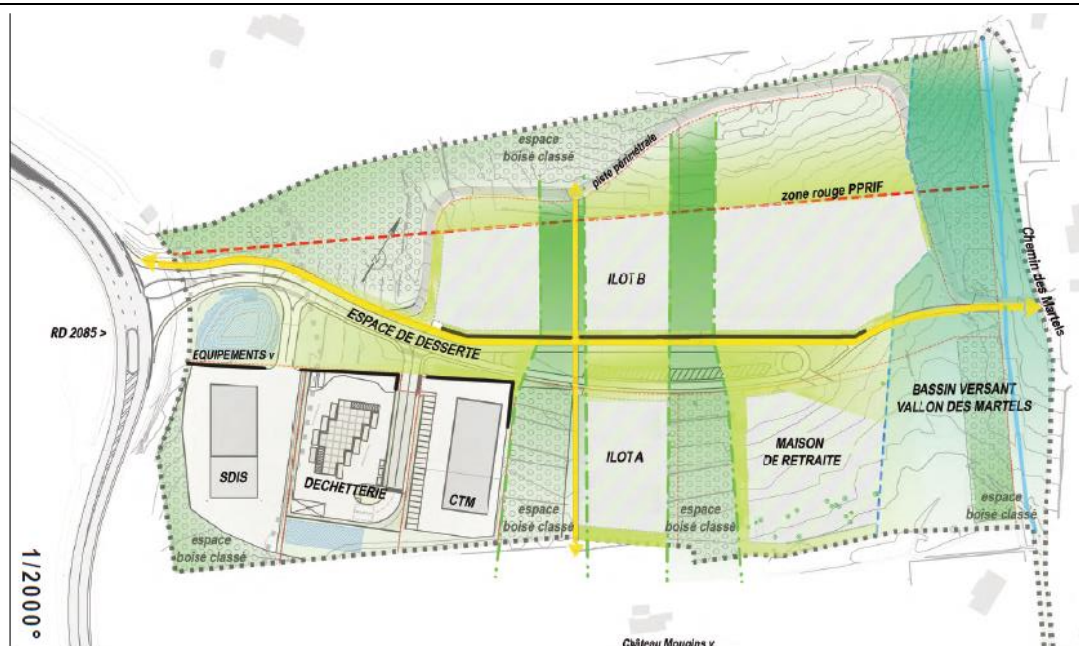 espace
boisé classé
piste périmétrale
zone rouge PPRIF
Chemin des Martels
ILOT B
RD 2085 >
ESPACE DE DESSERTE
EQUIPEMENTS v
BASSIN VERSANT
VALLON DES MARTELS
MAISON
DE RETRAITE
ILOT A
SDIS
DECHETTERIE
CTM
espace
boisé classé
espace
boisé classé
espace
boisé classé
espace
boisé classé
1/2000°
Château Mougins v